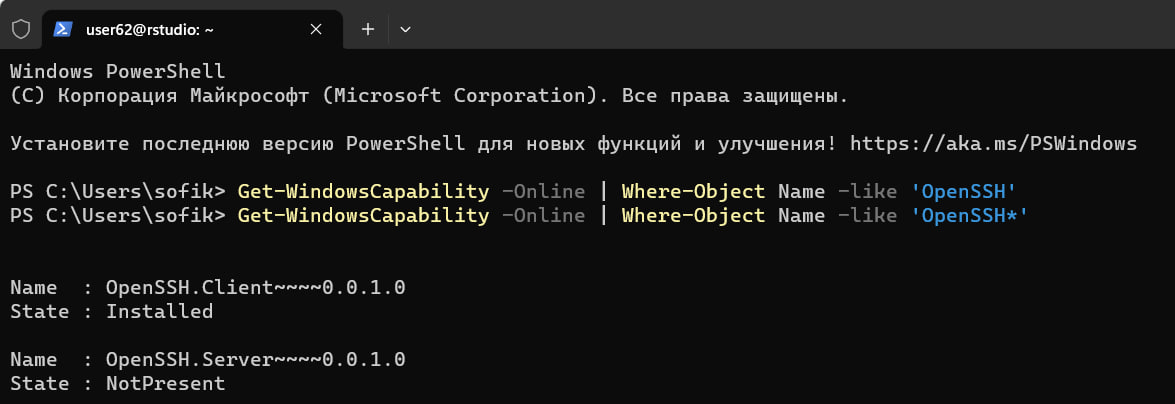 user62@rstudio: ~
Windows PowerShell
(C) Корпорация Майкрософт (Microsoft Corporation). Все права защищены.
Установите последнюю версию PowerShell для новых функций и улучшения! https://aka.ms/PSWindows
PS C:\Users\sofik> Get-WindowsCapability -Online | Where-Object Name -like 'OpenSSH'
PS C:\Users\sofik> Get-WindowsCapability -Online | Where-Object Name -like 'OpenSSH*'
Name  : OpenSSH.Client~~~~0.0.1.0
State : Installed
Name  : OpenSSH.Server~~~~0.0.1.0
State : NotPresent